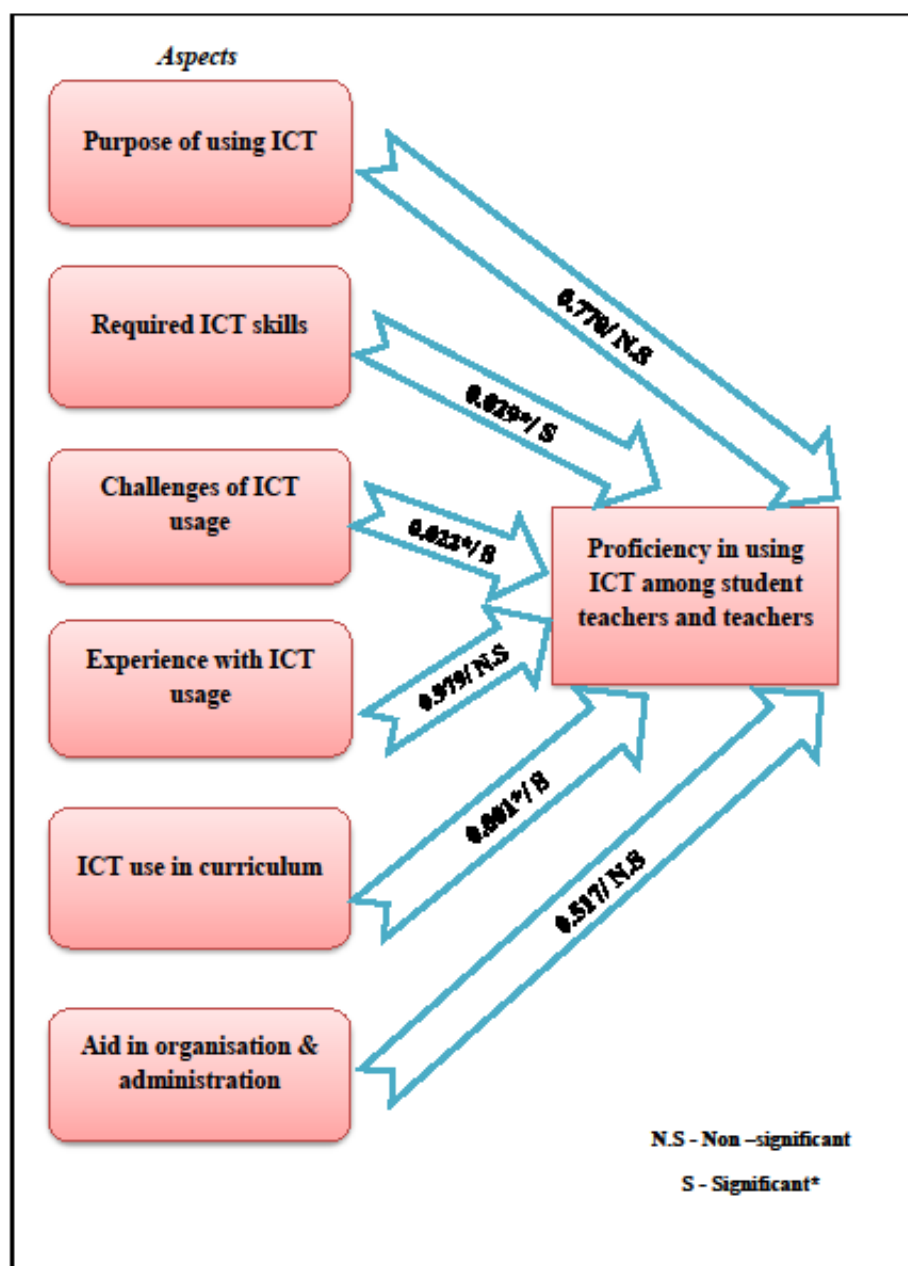 Aspects
Purpose of using ICT
0.770/ N.S
Required ICT skills
0.029*/ S
Challenges of ICT
usage
0.022*/ S
Proficiency in using
ICT among student
teachers and teachers
Experience with ICT
usage
0.979/ N.S
ICT use in curriculum
0.001*/ S
0.517/ N.S
Aid in organisation &
administration
N.S - Non –significant
S - Significant*